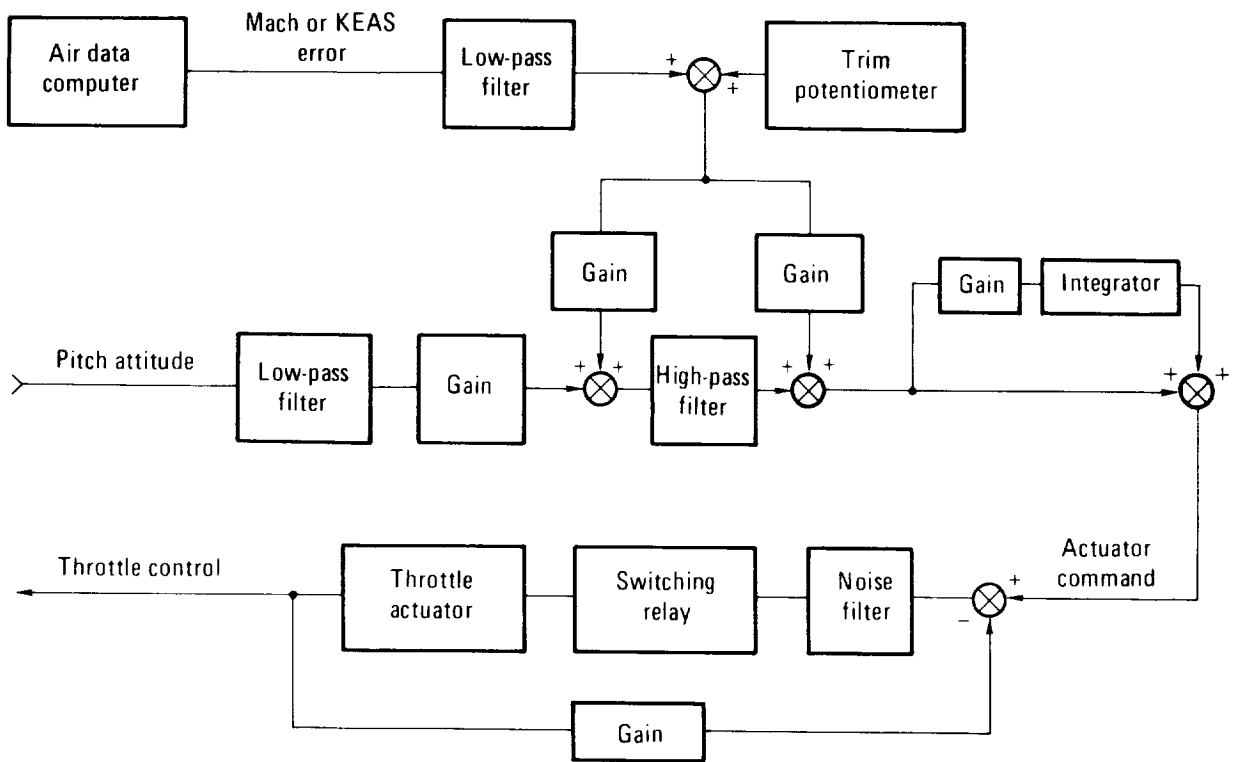 Air data
computer
Mach or KEAS
error
Low-pass
filter
+
+
Trim
potentiometer
Gain
Gain
Gain
Integrator
Pitch attitude
Low-pass
filter
Gain
+
+
High-pass
filter
+
+
+
+
Throttle control
Throttle
actuator
Switching
relay
Noise
filter
+
−
Actuator
command
Gain